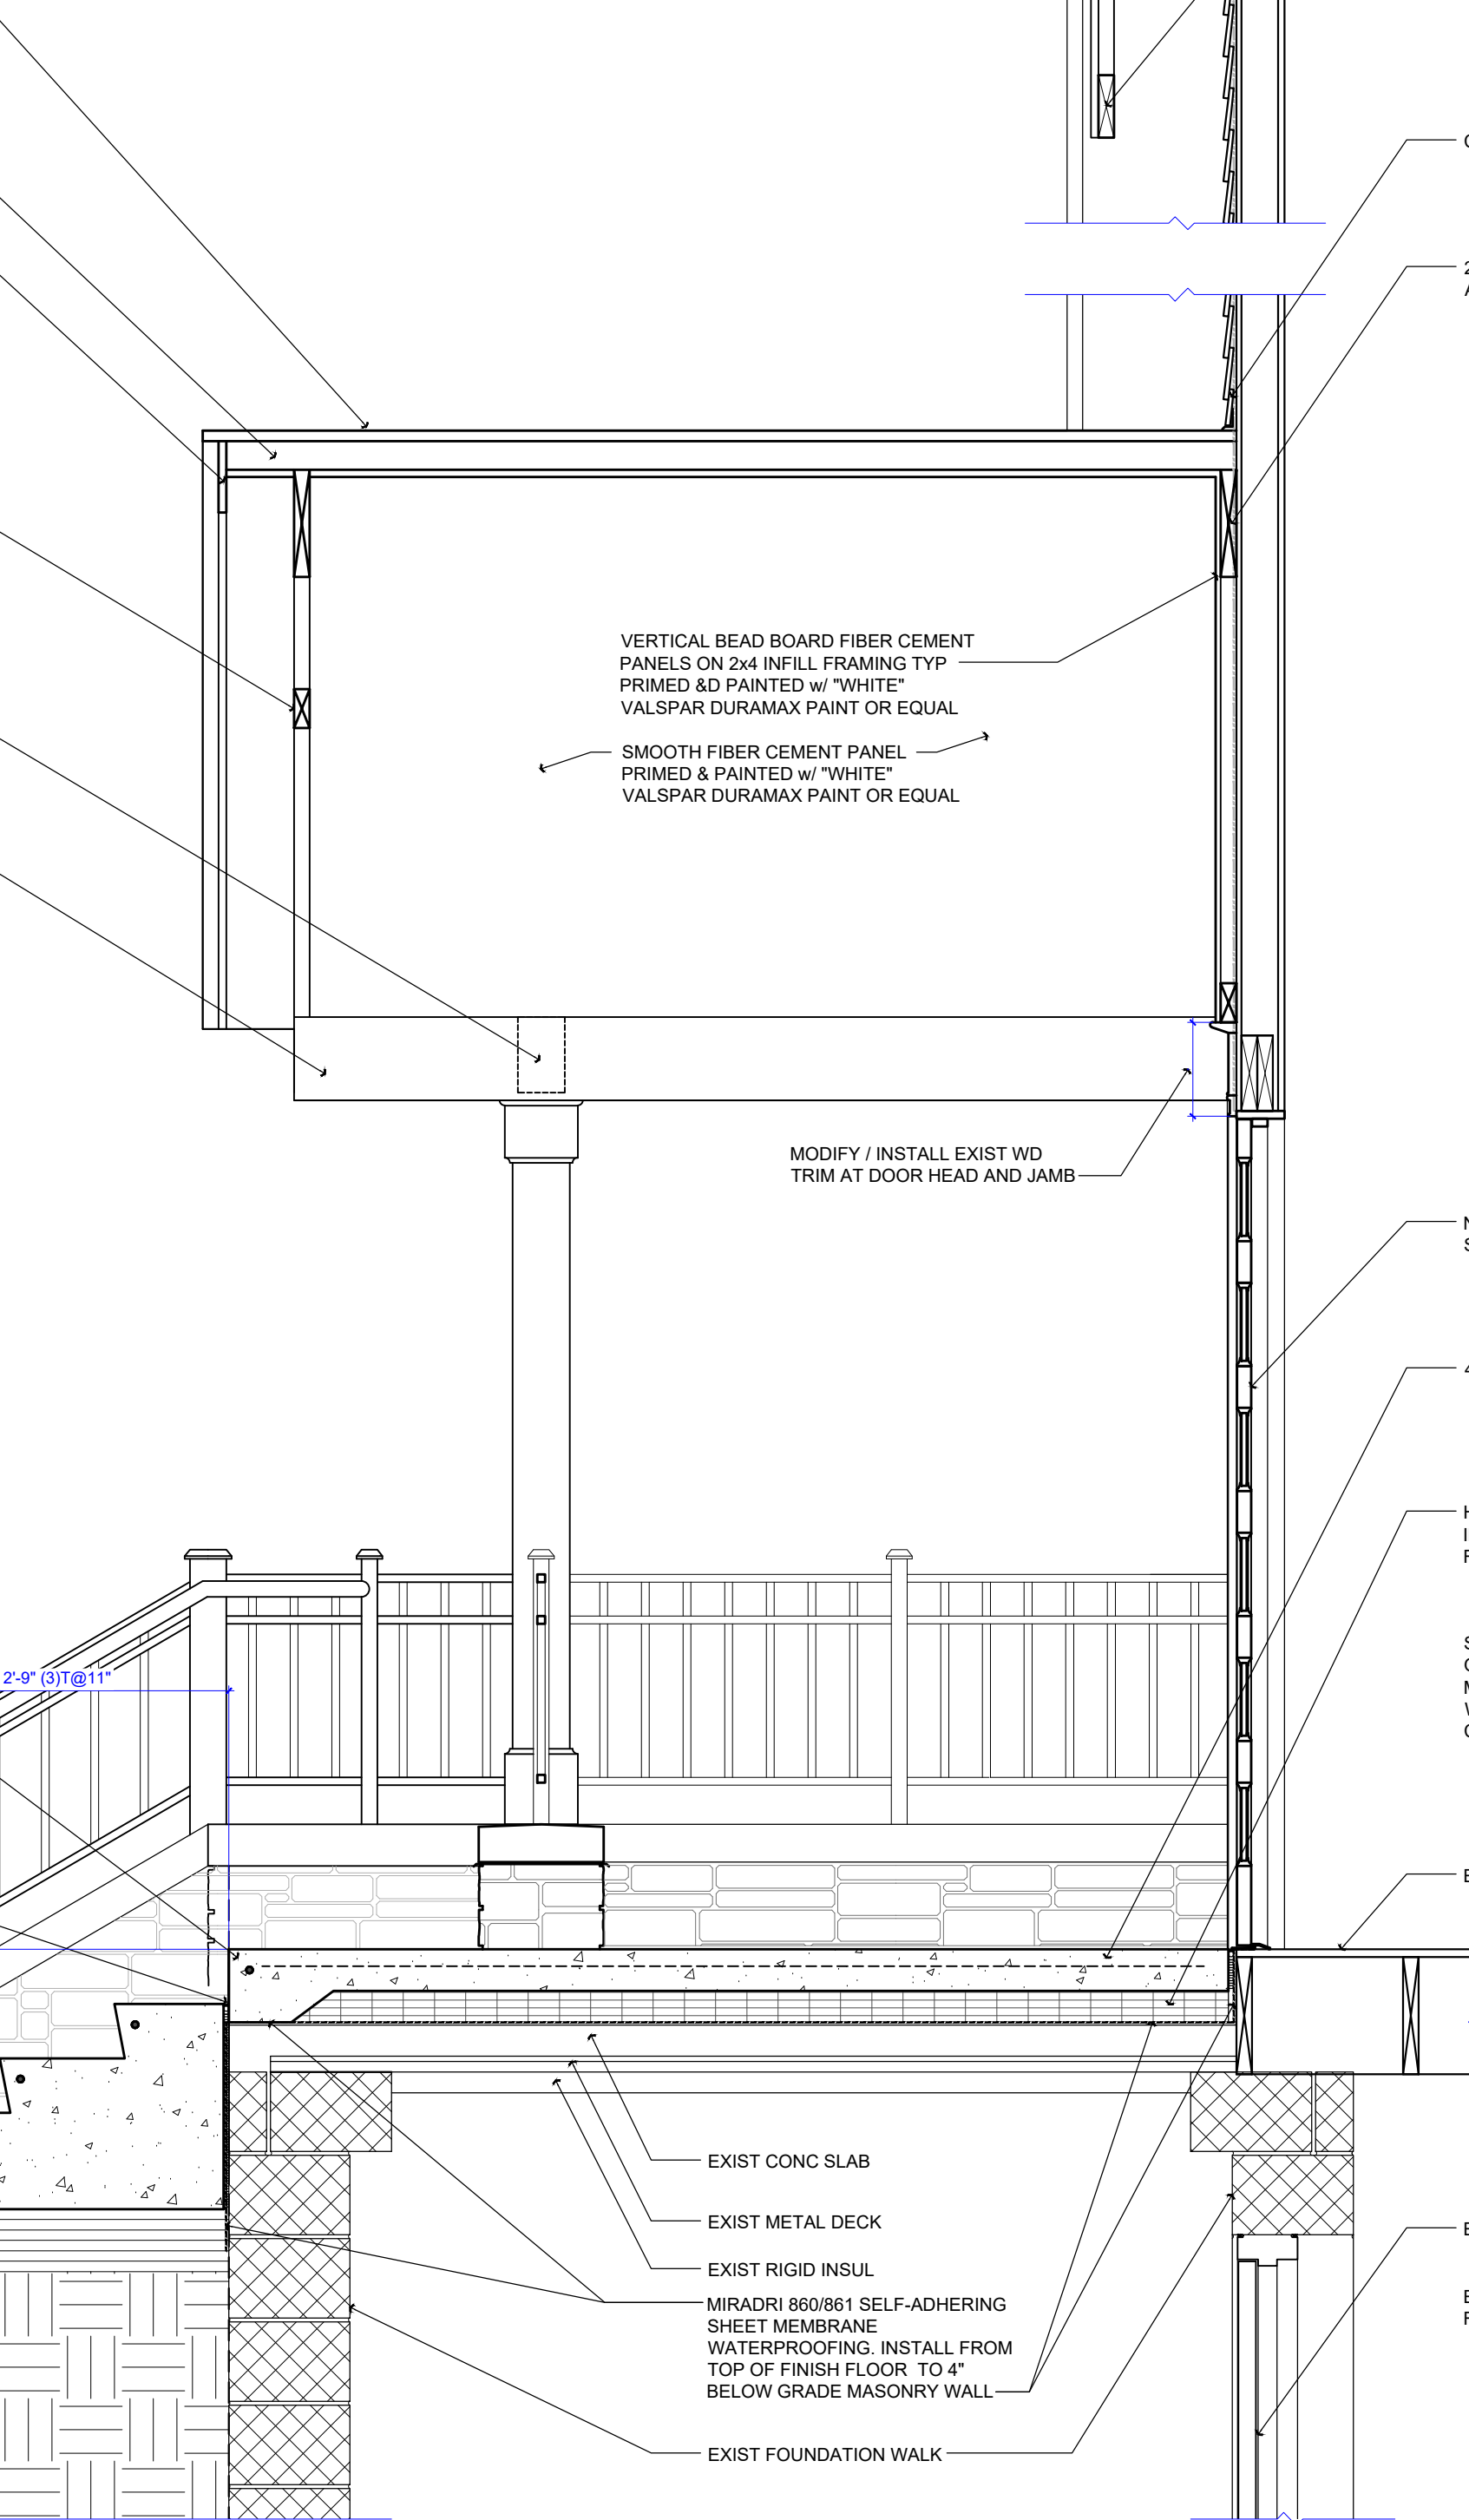 VERTICAL BEAD BOARD FIBER CEMENT
PANELS ON 2x4 INFILL FRAMING TYP
PRIMED &D PAINTED w/ "WHITE"
VALSPAR DURAMAX PAINT OR EQUAL
SMOOTH FIBER CEMENT PANEL
PRIMED & PAINTED w/ "WHITE"
VALSPAR DURAMAX PAINT OR EQUAL
MODIFY / INSTALL EXIST WD
TRIM AT DOOR HEAD AND JAMB
2'-9" (3)T@11"
EXIST CONC SLAB
EXIST METAL DECK
EXIST RIGID INSUL
MIRADRI 860/861 SELF-ADHERING
SHEET MEMBRANE
WATERPROOFING. INSTALL FROM
TOP OF FINISH FLOOR TO 4"
BELOW GRADE MASONRY WALL
EXIST FOUNDATION WALK